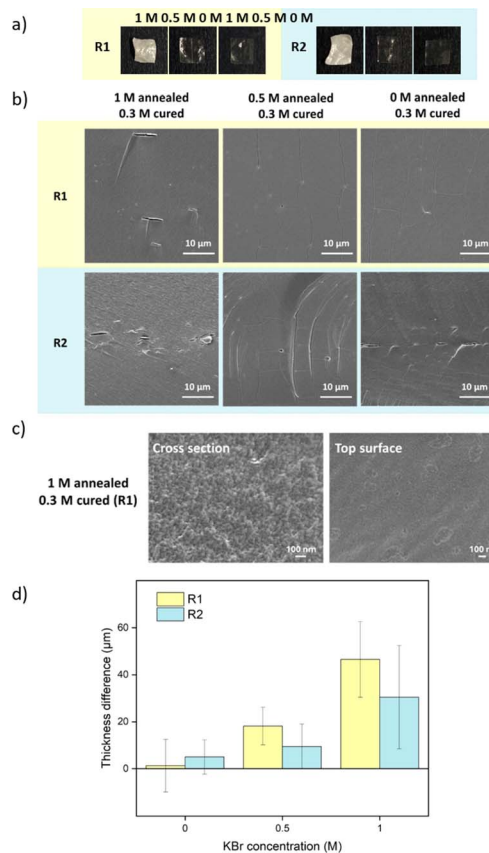 a)
1 M 0.5 M 0 M 1 M 0.5 M 0 M
R1
R2
b)
1 M annealed
0.3 M cured
0.5 M annealed
0.3 M cured
0 M annealed
0.3 M cured
R1
10 μm
10 μm
10 μm
R2
10 μm
10 μm
10 μm
c)
1 M annealed
0.3 M cured (R1)
Cross section
100 nm
Top surface
100 nm
d)
R1
R2
Thickness difference (μm)
60
40
20
0
0
0.5
1
KBr concentration (M)